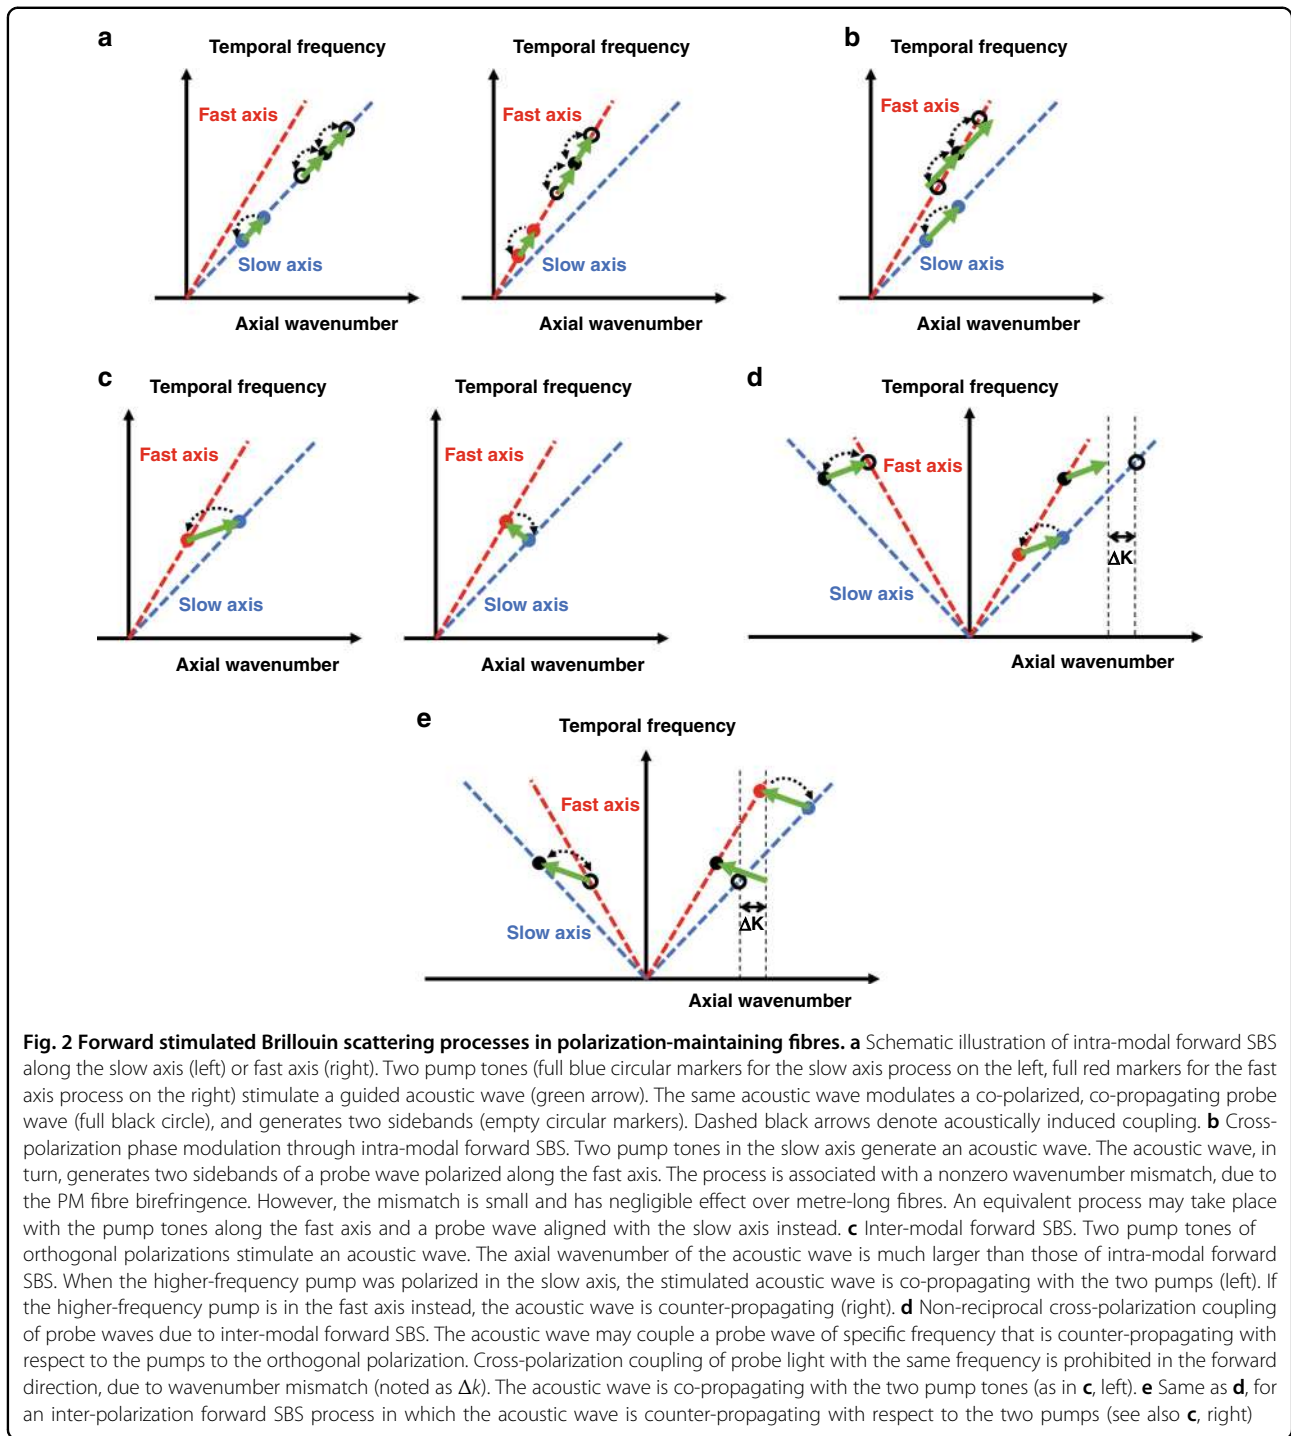 a
Temporal frequency
Fast axis
Slow axis
Axial wavenumber
Temporal frequency
Fast axis
Slow axis
Axial wavenumber
b
Temporal frequency
Fast axis
Slow axis
Axial wavenumber
c
Temporal frequency
Fast axis
Slow axis
Axial wavenumber
Temporal frequency
Fast axis
Slow axis
Axial wavenumber
d
Temporal frequency
Fast axis
ΔK
Slow axis
Axial wavenumber
e
Temporal frequency
Fast axis
ΔK
Slow axis
Axial wavenumber
Fig. 2 Forward stimulated Brillouin scattering processes in polarization-maintaining fibres. a Schematic illustration of intra-modal forward SBS
along the slow axis (left) or fast axis (right). Two pump tones (full blue circular markers for the slow axis process on the left, full red markers for the fast
axis process on the right) stimulate a guided acoustic wave (green arrow). The same acoustic wave modulates a co-polarized, co-propagating probe
wave (full black circle), and generates two sidebands (empty circular markers). Dashed black arrows denote acoustically induced coupling. b Cross-
polarization phase modulation through intra-modal forward SBS. Two pump tones in the slow axis generate an acoustic wave. The acoustic wave, in
turn, generates two sidebands of a probe wave polarized along the fast axis. The process is associated with a nonzero wavenumber mismatch, due to
the PM fibre birefringence. However, the mismatch is small and has negligible effect over metre-long fibres. An equivalent process may take place
with the pump tones along the fast axis and a probe wave aligned with the slow axis instead. c Inter-modal forward SBS. Two pump tones of
orthogonal polarizations stimulate an acoustic wave. The axial wavenumber of the acoustic wave is much larger than those of intra-modal forward
SBS. When the higher-frequency pump was polarized in the slow axis, the stimulated acoustic wave is co-propagating with the two pumps (left). If
the higher-frequency pump is in the fast axis instead, the acoustic wave is counter-propagating (right). d Non-reciprocal cross-polarization coupling
of probe waves due to inter-modal forward SBS. The acoustic wave may couple a probe wave of specific frequency that is counter-propagating with
respect to the pumps to the orthogonal polarization. Cross-polarization coupling of probe light with the same frequency is prohibited in the forward
direction, due to wavenumber mismatch (noted as Δk). The acoustic wave is co-propagating with the two pump tones (as in c, left). e Same as d, for
an inter-polarization forward SBS process in which the acoustic wave is counter-propagating with respect to the two pumps (see also c, right)